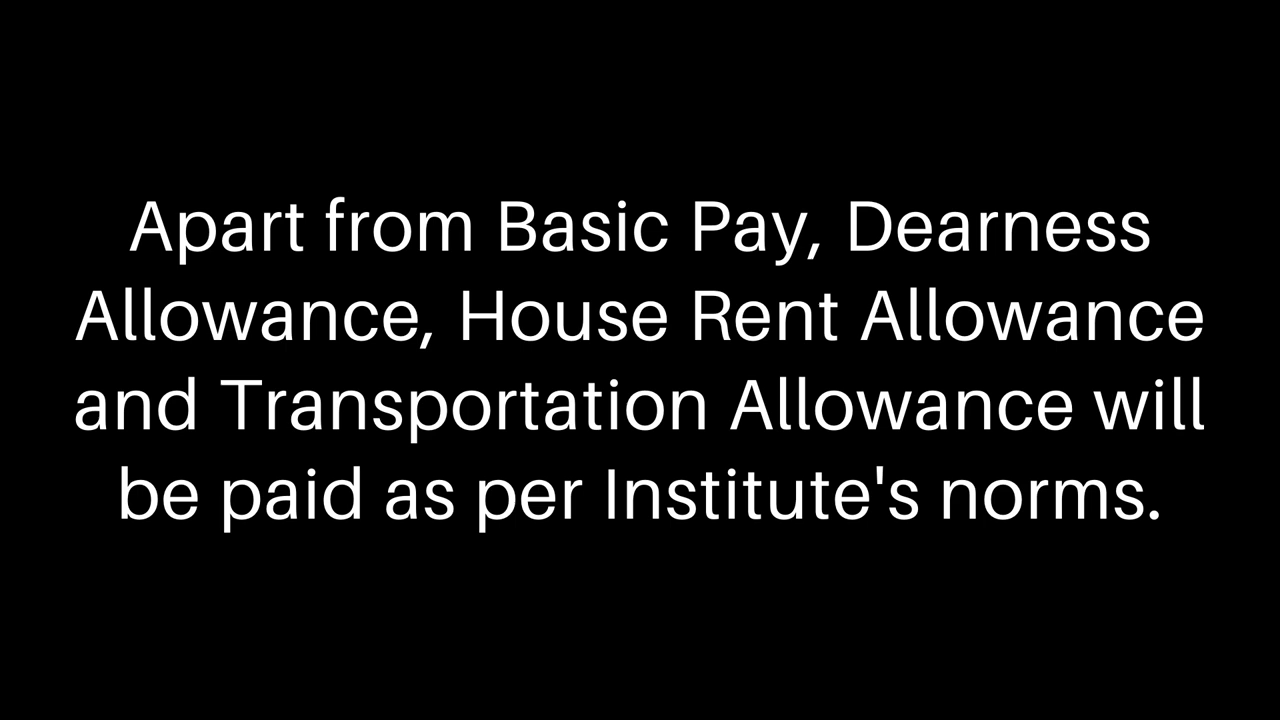 Apart from Basic Pay, Dearness
Allowance, House Rent Allowance
and Transportation Allowance will
be paid as per Institute's norms.